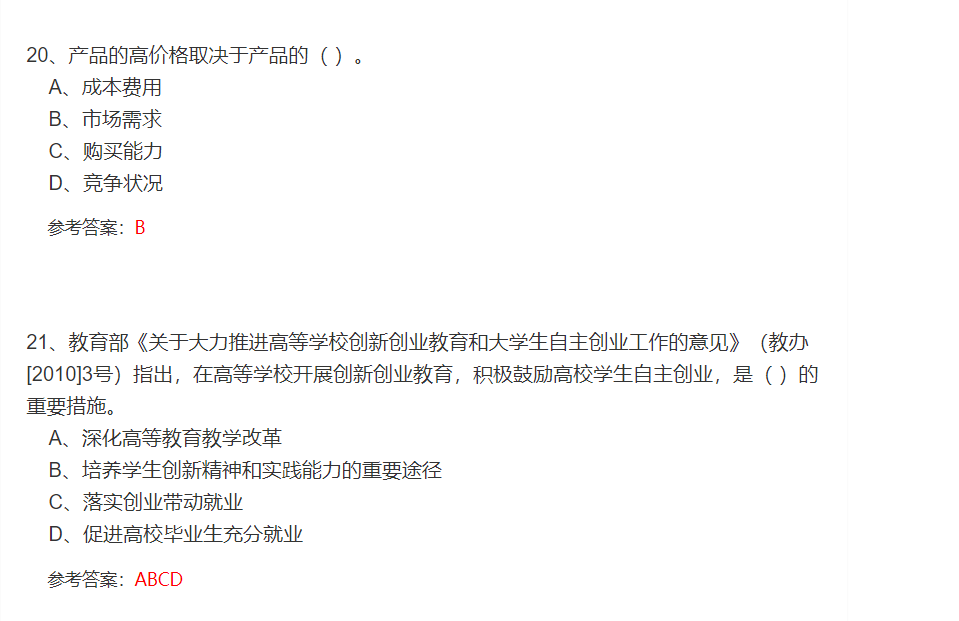 20、产品的高价格取决于产品的（ ）。
A、成本费用
B、市场需求
C、购买能力
D、竞争状况
参考答案：B
21、教育部《关于大力推进高等学校创新创业教育和大学生自主创业工作的意见》（教办
[2010]3号）指出，在高等学校开展创新创业教育，积极鼓励高校学生自主创业，是（ ）的
重要措施。
A、深化高等教育教学改革
B、培养学生创新精神和实践能力的重要途径
C、落实创业带动就业
D、促进高校毕业生充分就业
参考答案：ABCD